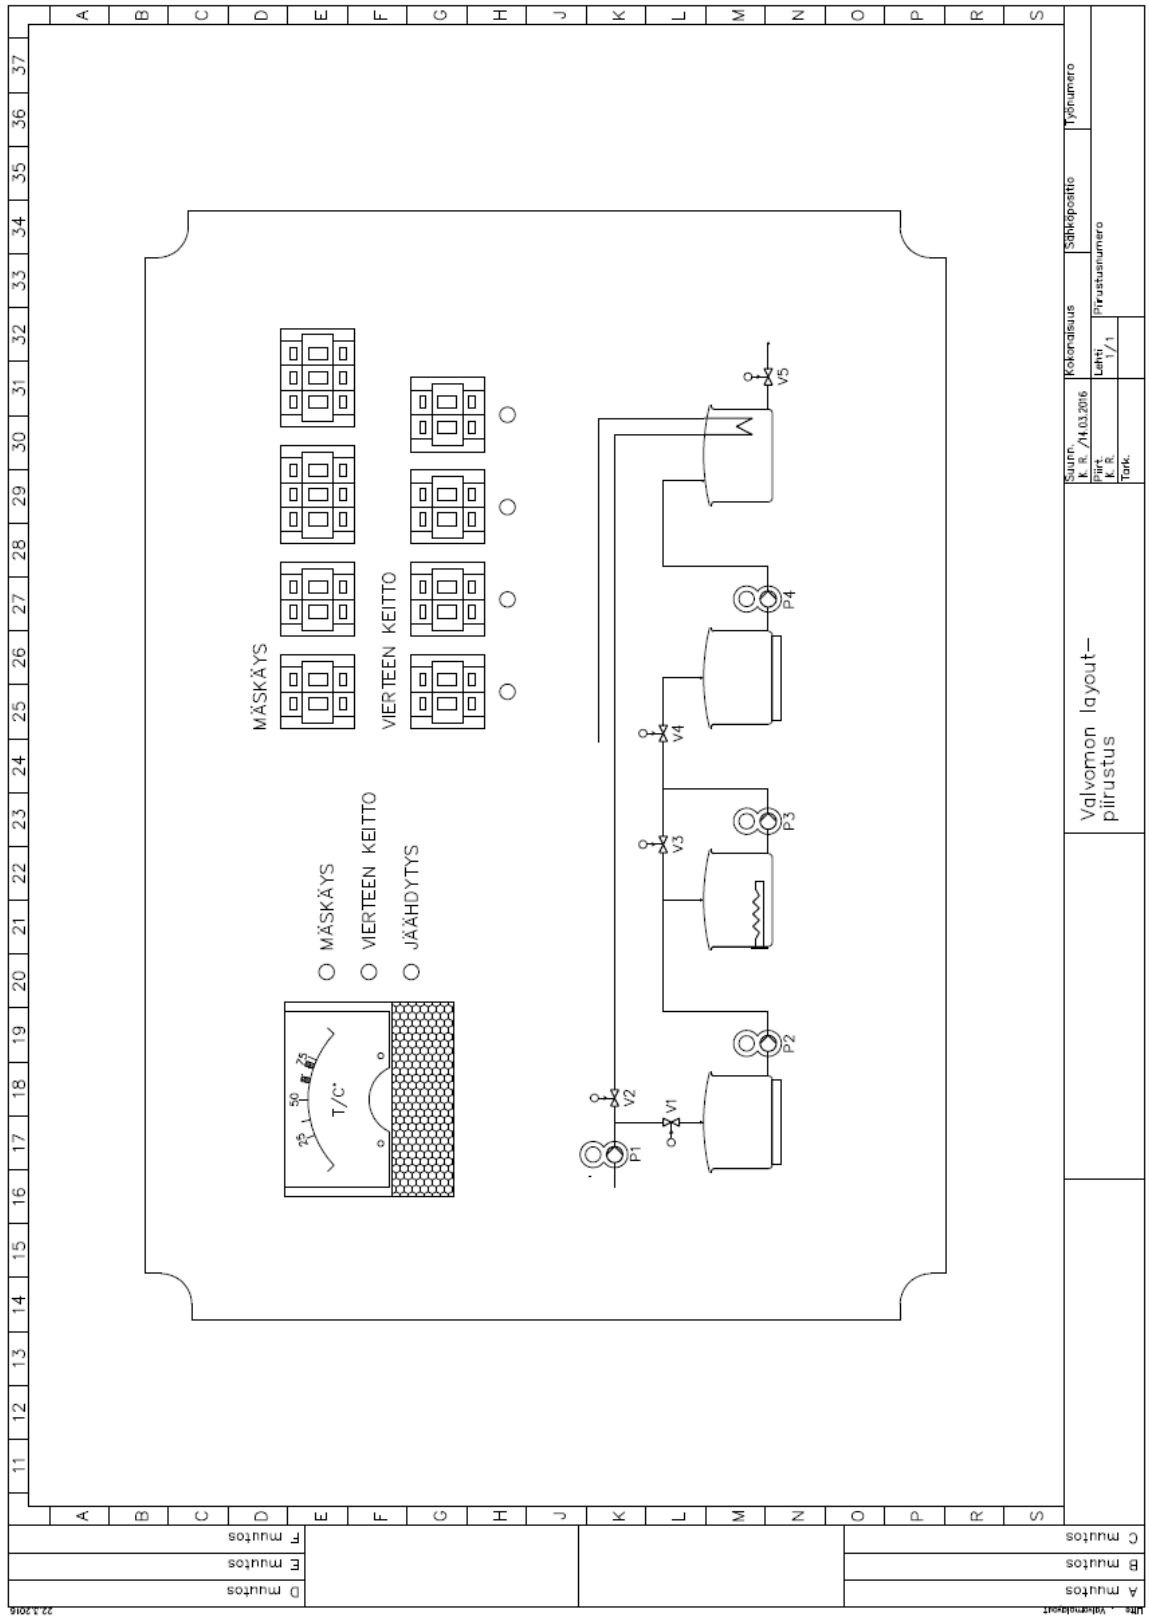 A B C D E F G H J K L M N O P R S
37
36
35
34
33
32
31
30
29
28
27
26
25
24
23
22
21
20
19
18
17
16
15
14
13
12
11
MÄSKÄYS
VIERTEEN KEITTO
MÄSKÄYS
VIERTEEN KEITTO
JÄÄHDYTYS
25 50 75
T/C°
P1
V2
V1
P2
V3
P3
V4
P4
V5
Suunn.
K. R. /14.03.2016
Piirt.
K. R.
Tark.
Kokonaisuus
Lehti
1/1
Sähköpositio
Piirustusnumero
Työnumero
Valvomon layout–
piirustus
A B C D E F G H J K L M N O P R S
F muutos
E muutos
D muutos
C muutos
B muutos
A muutos
22.3.2016